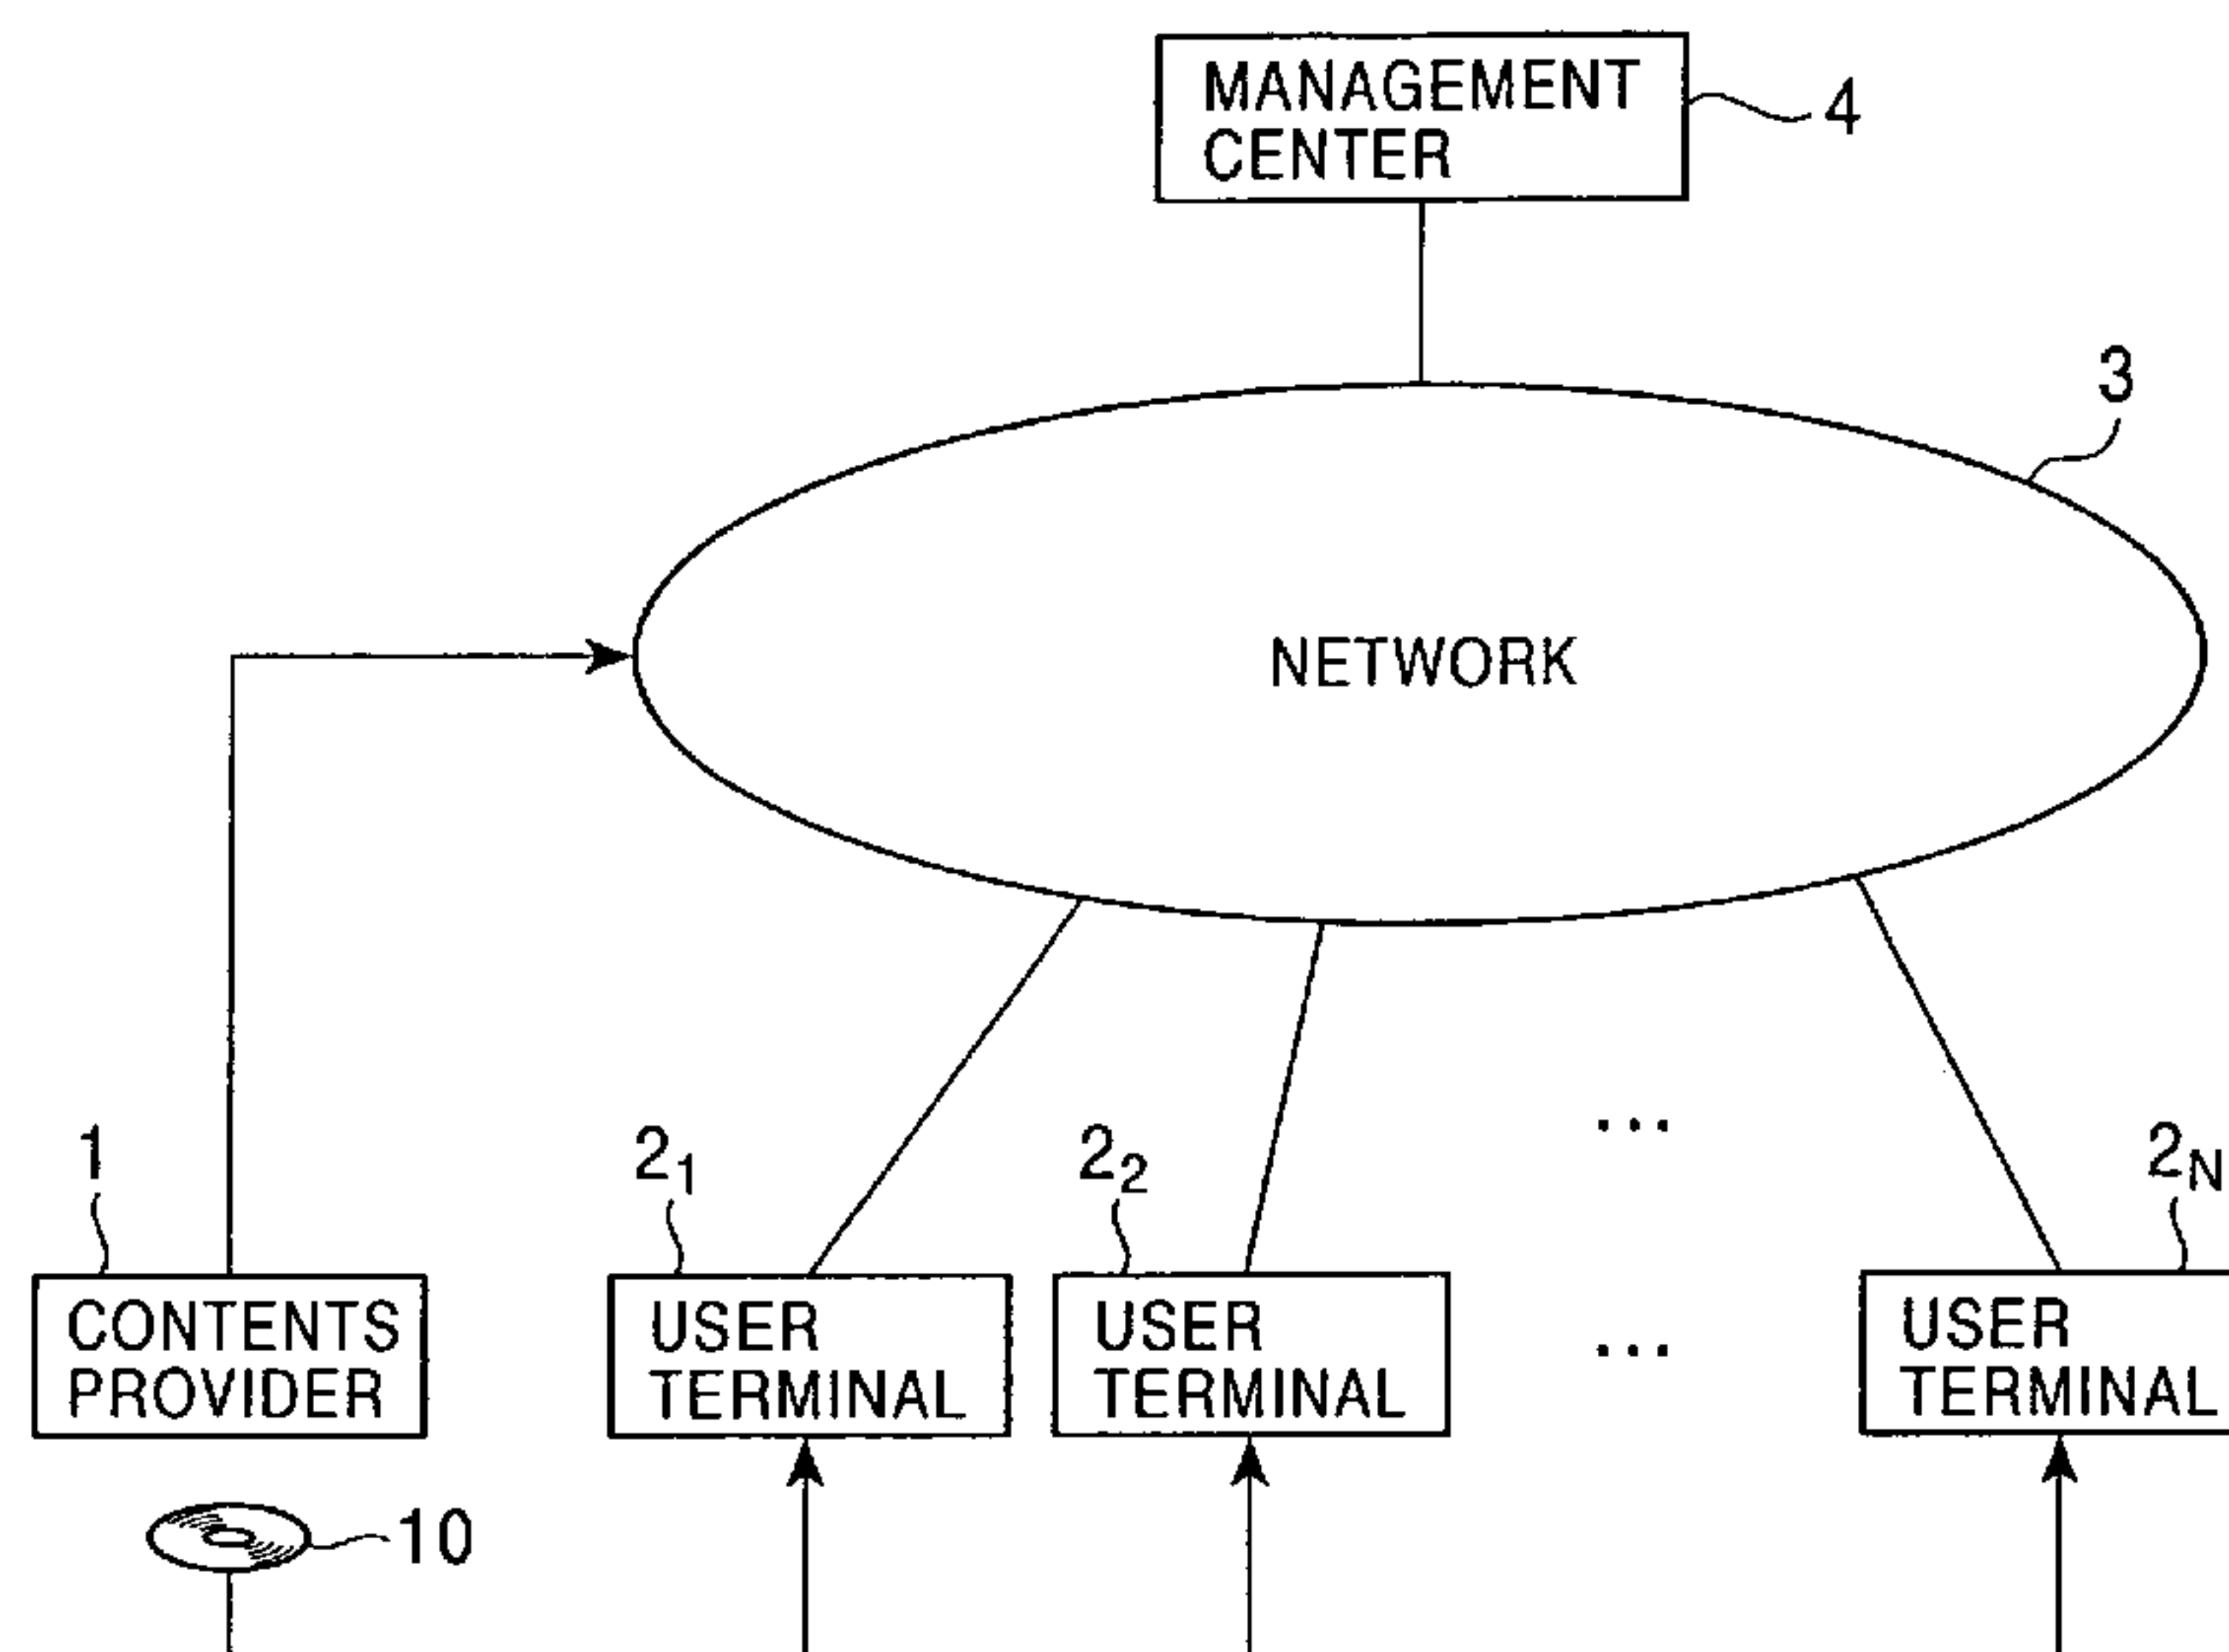 MANAGEMENT
CENTER
4
3
NETWORK
1
2₁
2₂
...
2N
CONTENTS
PROVIDER
USER
TERMINAL
USER
TERMINAL
...
USER
TERMINAL
10